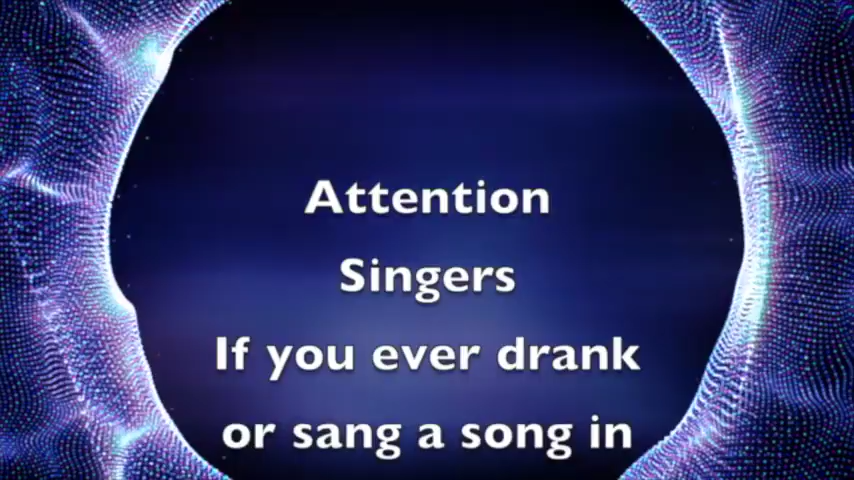 Attention
Singers
If you ever drank
or sang a song in